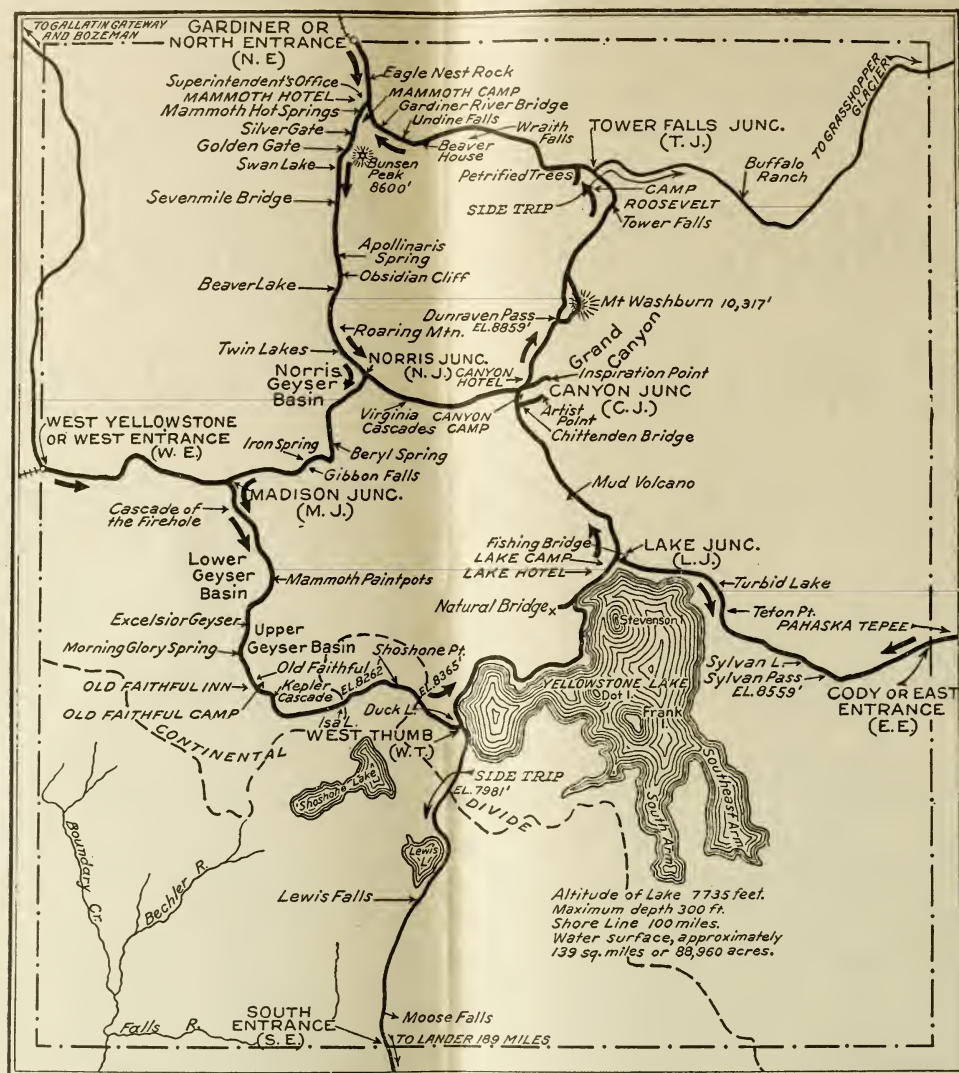 TO GALLATIN GATEWAY
AND BOZEMAN
GARDINER OR
NORTH ENTRANCE
(N.E)
Eagle Nest Rock
Superintendent's Office
MAMMOTH HOTEL
Mammoth Hot Springs
Silver Gate
Golden Gate
Swan Lake
Sevenmile Bridge
MAMMOTH CAMP
Gardiner River Bridge
Undine Falls
Beaver
House
Wraith
Falls
Bunsen
Peak
8600'
TOWER FALLS JUNC.
(T.J.)
Petrified Trees
SIDE TRIP
CAMP
ROOSEVELT
Tower Falls
Buffalo
Ranch
TO GRASSHOPPER
GLACIER
Apollinaris
Spring
Obsidian Cliff
Beaver Lake
Roaring Mtn.
Twin Lakes
NORRIS JUNC.
(N.J.)
Norris
Geyser
Basin
Mt Washburn 10,317'
Dunraven Pass
EL.8859'
Grand
Canyon
CANYON
HOTEL
Inspiration Point
CANYON JUNC
(C.J.)
Artist
Point
Chittenden Bridge
Virginia
Cascades
CANYON
CAMP
WEST YELLOWSTONE
OR WEST ENTRANCE
(W.E.)
Iron Spring
Beryl Spring
Gibbon Falls
MADISON JUNC.
(M.J.)
Cascade of
the Firehole
Mud Volcano
Fishing Bridge
LAKE CAMP
LAKE HOTEL
LAKE JUNC.
(L.J.)
Turbid Lake
Teton Pt.
PAHASKA TEPEE
Lower
Geyser
Basin
Mammoth Paintpots
Natural Bridge x
Excelsior Geyser
Morning Glory Spring
Upper
Geyser Basin
Old Faithful
Kepler
Cascade
OLD FAITHFUL INN
OLD FAITHFUL CAMP
EL.8262'
Isa L.
Shoshone Pt.
EL.8365'
Duck L.
WEST THUMB
(W.T.)
Stevenson I.
YELLOWSTONE LAKE
Dot I.
Frank
South Arm
Southeast Arm
Sylvan L.
Sylvan Pass
EL.8559'
CODY OR EAST
ENTRANCE
(E.E.)
CONTINENTAL
DIVIDE
Shoshone Lake
SIDE TRIP
EL.7981'
Lewis
L.
Lewis Falls
Boundary Cr.
Bechler R.
Falls R.
Altitude of Lake 7735 feet.
Maximum depth 300 ft.
Shore Line 100 miles.
Water surface, approximately
139 sq. miles or 88,960 acres.
SOUTH
ENTRANCE
(S.E.)
Moose Falls
TO LANDER 189 MILES